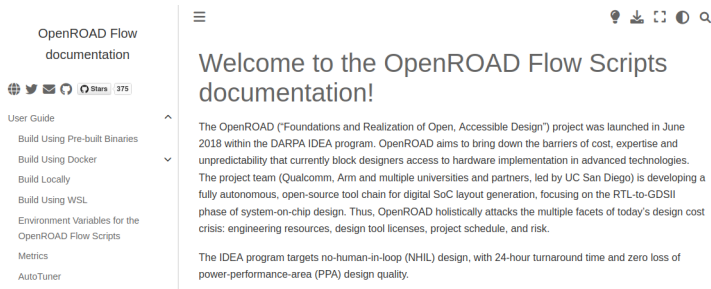 OpenROAD Flow
documentation
Stars
375
User Guide
Build Using Pre-built Binaries
Build Using Docker
Build Locally
Build Using WSL
Environment Variables for the
OpenROAD Flow Scripts
Metrics
AutoTuner
Welcome to the OpenROAD Flow Scripts
documentation!
The OpenROAD (“Foundations and Realization of Open, Accessible Design”) project was launched in June
2018 within the DARPA IDEA program. OpenROAD aims to bring down the barriers of cost, expertise and
unpredictability that currently block designers access to hardware implementation in advanced technologies.
The project team (Qualcomm, Arm and multiple universities and partners, led by UC San Diego) is developing a
fully autonomous, open-source tool chain for digital SoC layout generation, focusing on the RTL-to-GDSII
phase of system-on-chip design. Thus, OpenROAD holistically attacks the multiple facets of today’s design cost
crisis: engineering resources, design tool licenses, project schedule, and risk.
The IDEA program targets no-human-in-loop (NHIL) design, with 24-hour turnaround time and zero loss of
power-performance-area (PPA) design quality.